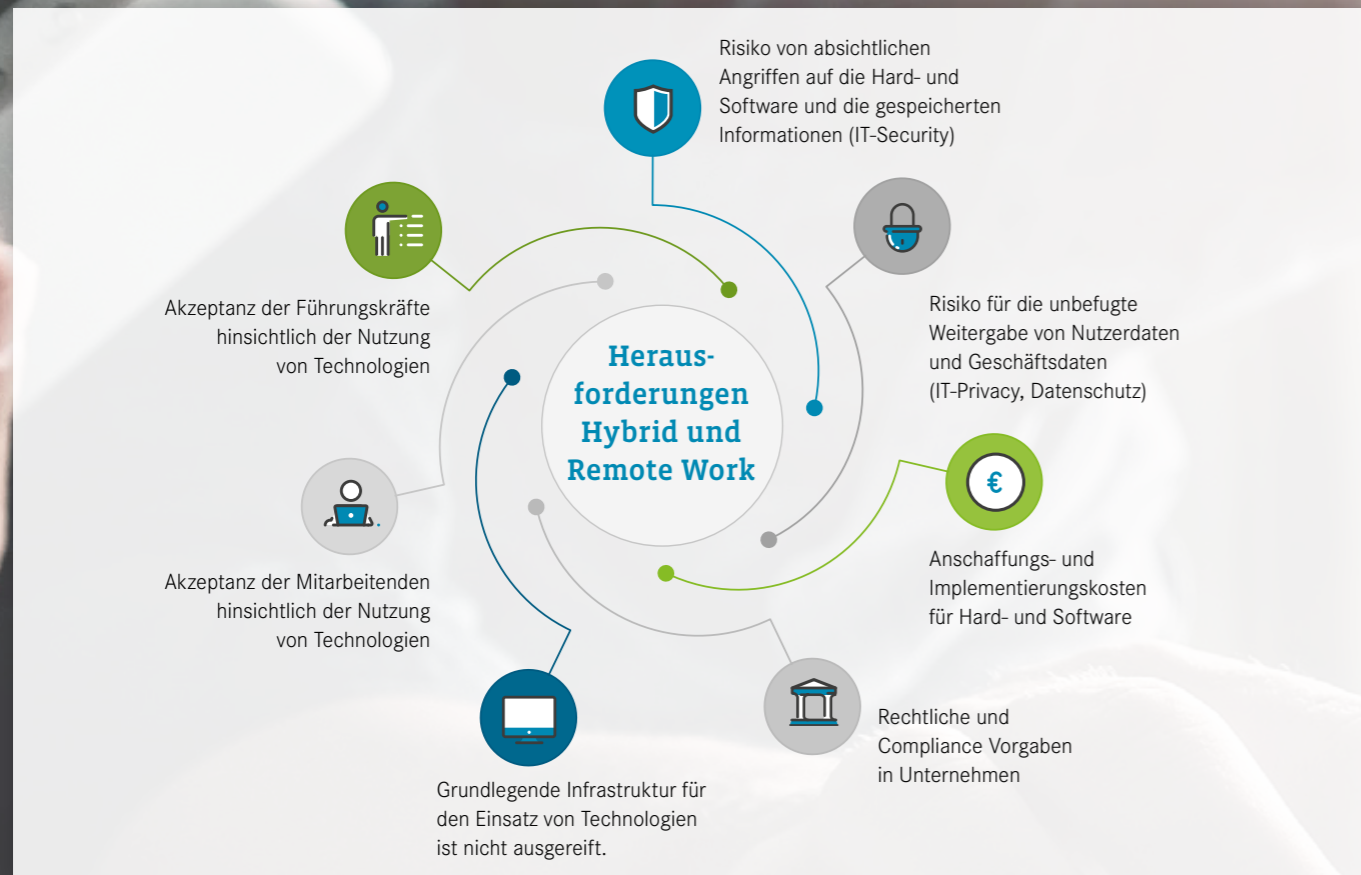 Heraus-
forderungen
Hybrid und
Remote Work
Risiko von absichtlichen
Angriffen auf die Hard- und
Software und die gespeicherten
Informationen (IT-Security)
Risiko für die unbefugte
Weitergabe von Nutzerdaten
und Geschäftsdaten
(IT-Privacy, Datenschutz)
€
Anschaffungs- und
Implementierungskosten
für Hard- und Software
Rechtliche und
Compliance Vorgaben
in Unternehmen
Grundlegende Infrastruktur für
den Einsatz von Technologien
ist nicht ausgereift.
Akzeptanz der Mitarbeitenden
hinsichtlich der Nutzung
von Technologien
Akzeptanz der Führungskräfte
hinsichtlich der Nutzung
von Technologien